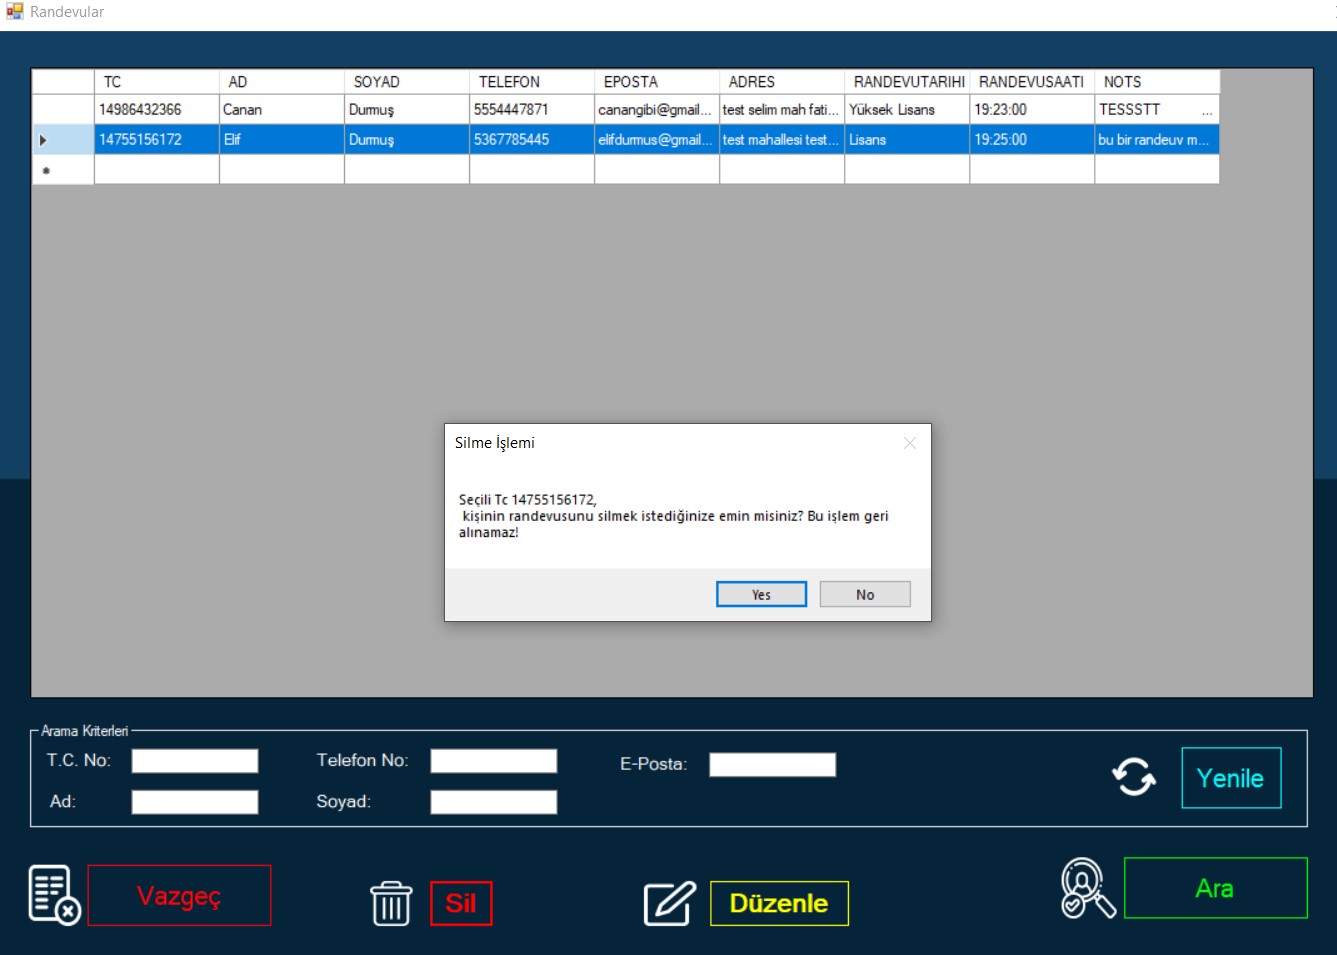 Randevular
TC AD SOYAD TELEFON EPOSTA ADRES RANDEVUTARIHI RANDEVUSAATI NOTS
14986432366 Canan Durmuş 5554447871 canangibi@gmail... test selim mah fati... Yüksek Lisans 19:23:00 TESSSTT ...
14755156172 Elif Durmuş 5367785445 elifdurmus@gmail... test mahallesi test... Lisans 19:25:00 bu bir randeuv m...
Silme İşlemi
Seçili Tc 14755156172,
kişinin randevusunu silmek istediğinize emin misiniz? Bu işlem geri
alınamaz!
Yes No
Arama Kriterleri
T.C. No: Telefon No: E-Posta:
Ad: Soyad:
Yenile
Vazgeç Sil Düzenle Ara